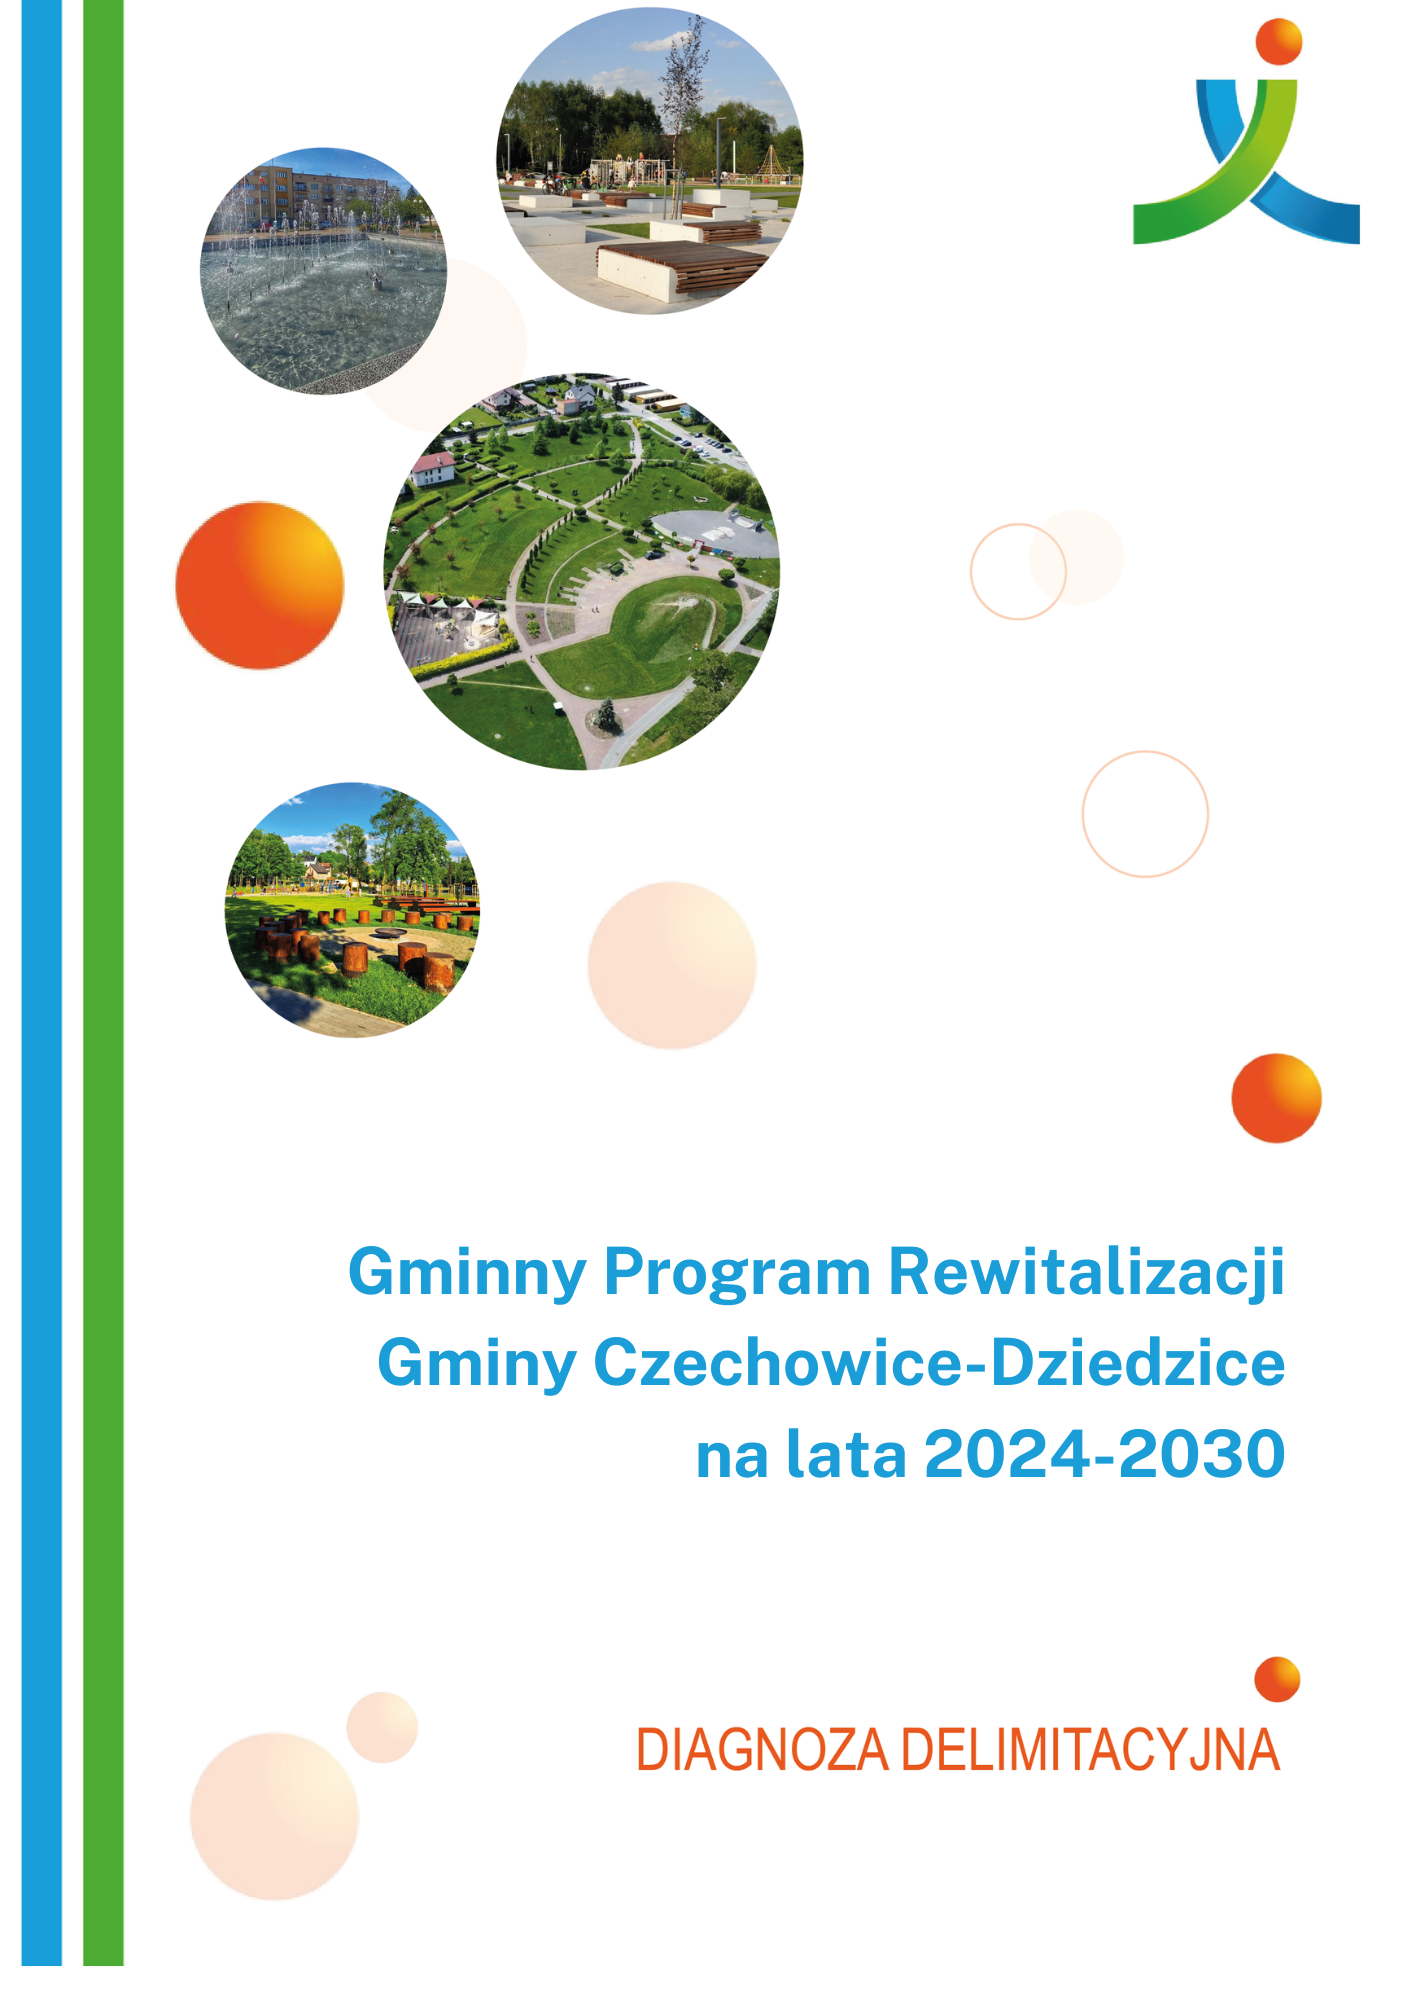 Gminny Program Rewitalizacji
Gminy Czechowice-Dziedzice
na lata 2024-2030
DIAGNOZA DELIMITACYJNA